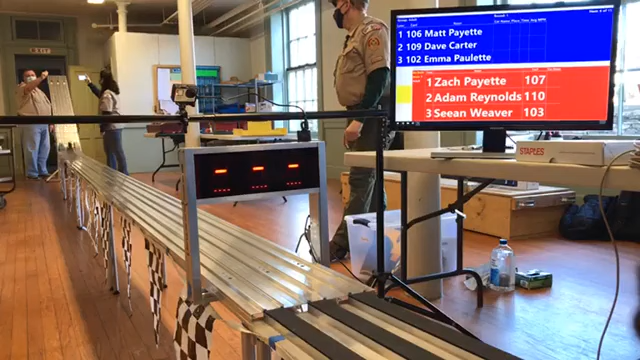 EXIT
1 106 Matt Payette
2 109 Dave Carter
3 102 Emma Paulette
1 Zach Payette 107
2 Adam Reynolds 110
3 Seean Weaver 103
STAPLES